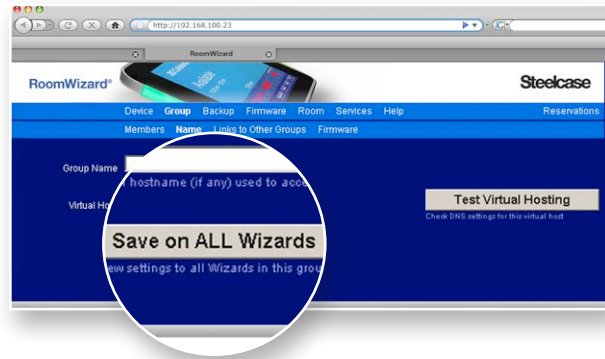 http://192.168.100.23
RoomWizard
RoomWizard®
Steelcase
Device Group Backup Firmware Room Services Help Reservations
Members Name Links to Other Groups Firmware
Group Name
hostname (if any) used to acce
Virtual Ho
Test Virtual Hosting
Check DNS settings for this virtual host
Save on ALL Wizards
ew settings to all Wizards in this grou